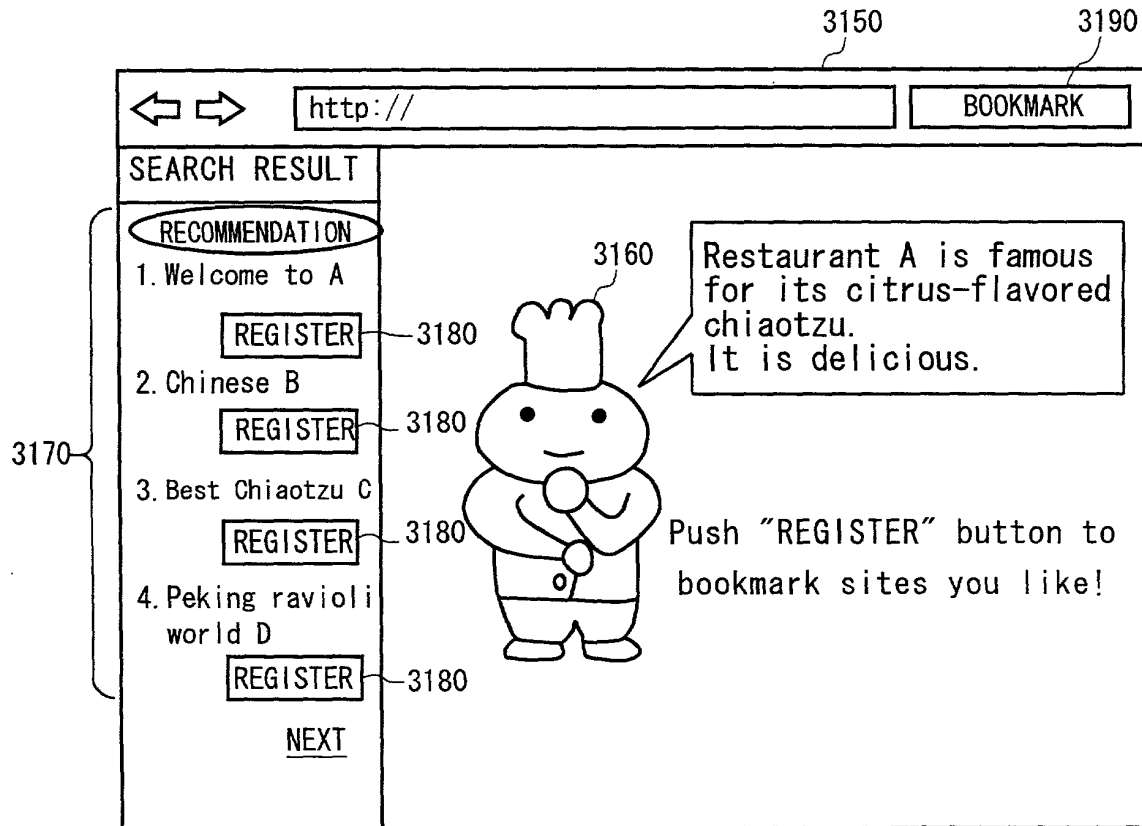 3150
3190
http://
BOOKMARK
SEARCH RESULT
RECOMMENDATION
1. Welcome to A
REGISTER
3180
2. Chinese B
REGISTER
3180
3. Best Chiaotzu C
REGISTER
3180
4. Peking ravioli
world D
REGISTER
3180
NEXT
3170
3160
Restaurant A is famous
for its citrus-flavored
chiaotzu.
It is delicious.
Push "REGISTER" button to
bookmark sites you like!